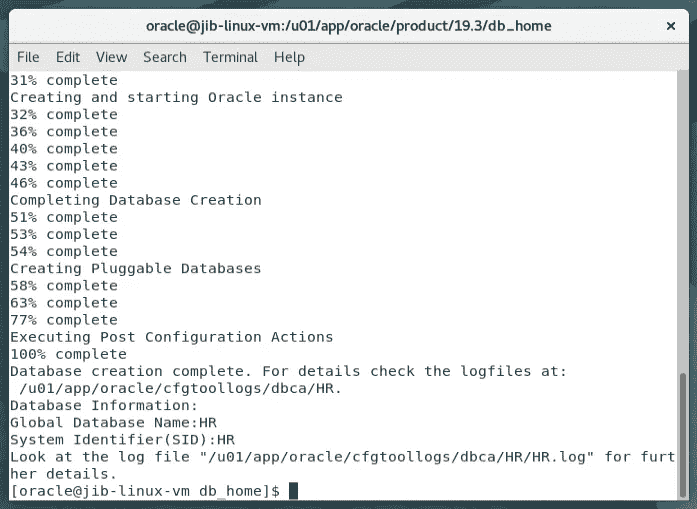 oracle@jib-linux-vm:/u01/app/oracle/product/19.3/db_home ×
File Edit View Search Terminal Help
31% complete
Creating and starting Oracle instance
32% complete
36% complete
40% complete
43% complete
46% complete
Completing Database Creation
51% complete
53% complete
54% complete
Creating Pluggable Databases
58% complete
63% complete
77% complete
Executing Post Configuration Actions
100% complete
Database creation complete. For details check the logfiles at:
 /u01/app/oracle/cfgtoollogs/dbca/HR.
Database Information:
Global Database Name:HR
System Identifier(SID):HR
Look at the log file "/u01/app/oracle/cfgtoollogs/dbca/HR/HR.log" for furt
her details.
[oracle@jib-linux-vm db_home]$